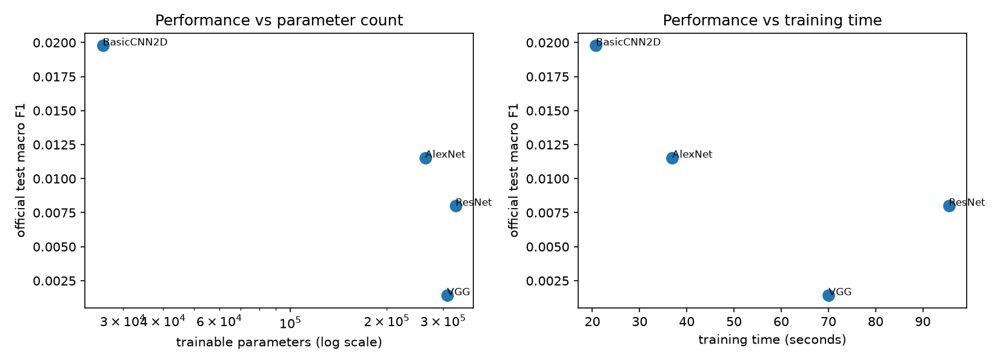 Performance vs parameter count
official test macro F1
0.0200
0.0175
0.0150
0.0125
0.0100
0.0075
0.0050
0.0025
BasicCNN2D
AlexNet
ResNet
VGG
3 × 10⁴
4 × 10⁴
6 × 10⁴
10⁵
2 × 10⁵
3 × 10⁵
trainable parameters (log scale)
Performance vs training time
official test macro F1
0.0200
0.0175
0.0150
0.0125
0.0100
0.0075
0.0050
0.0025
BasicCNN2D
AlexNet
ResNet
VGG
20
30
40
50
60
70
80
90
training time (seconds)